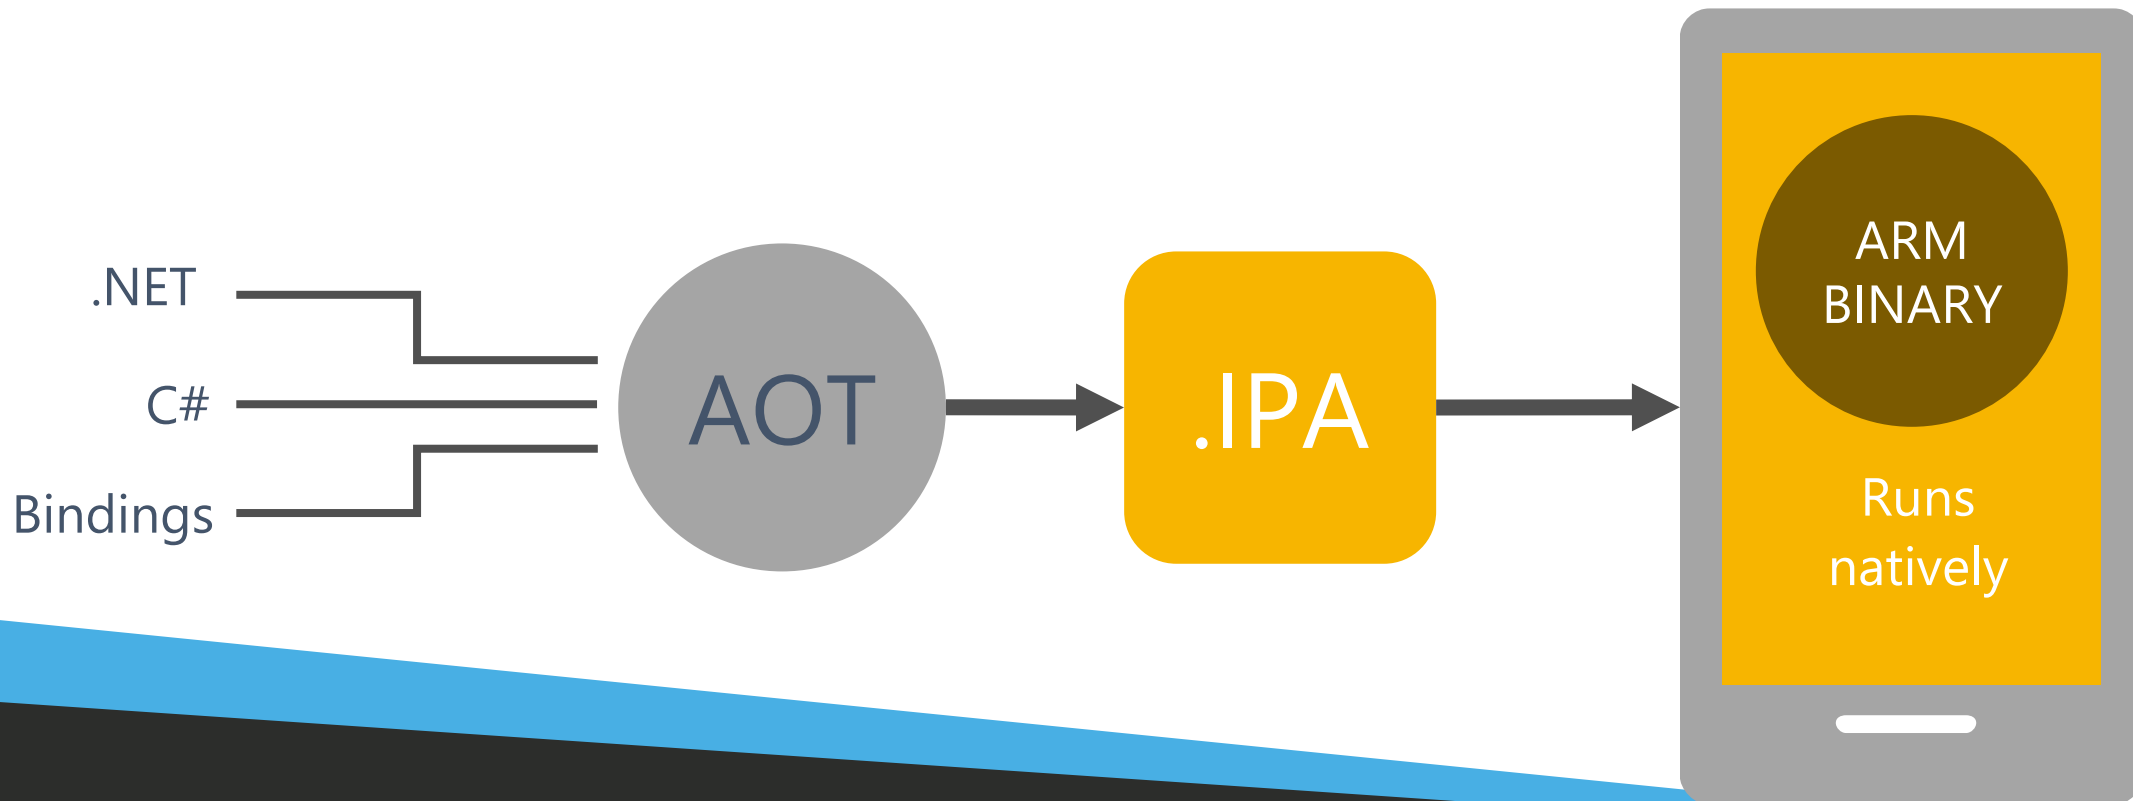 .NET
C#
Bindings
AOT
.IPA
ARM
BINARY
Runs
natively